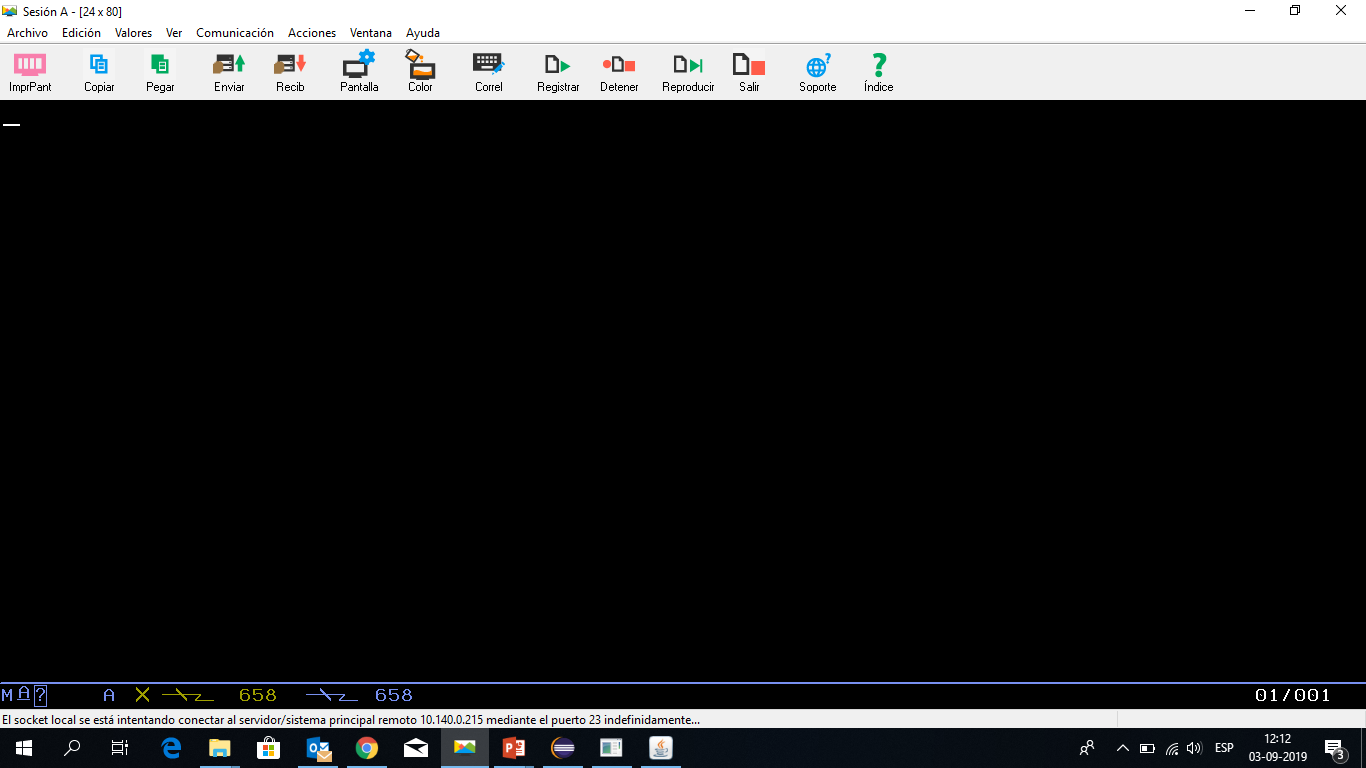 Sesión A - [24 x 80]
Archivo Edición Valores Ver Comunicación Acciones Ventana Ayuda
ImprPant Copiar Pegar Enviar Recib Pantalla Color Correl Registrar Detener Reproducir Salir Soporte Índice
M A ? A X 658 658 01/001
El socket local se está intentando conectar al servidor/sistema principal remoto 10.140.0.215 mediante el puerto 23 indefinidamente...
ESP 12:12
03-09-2019 3